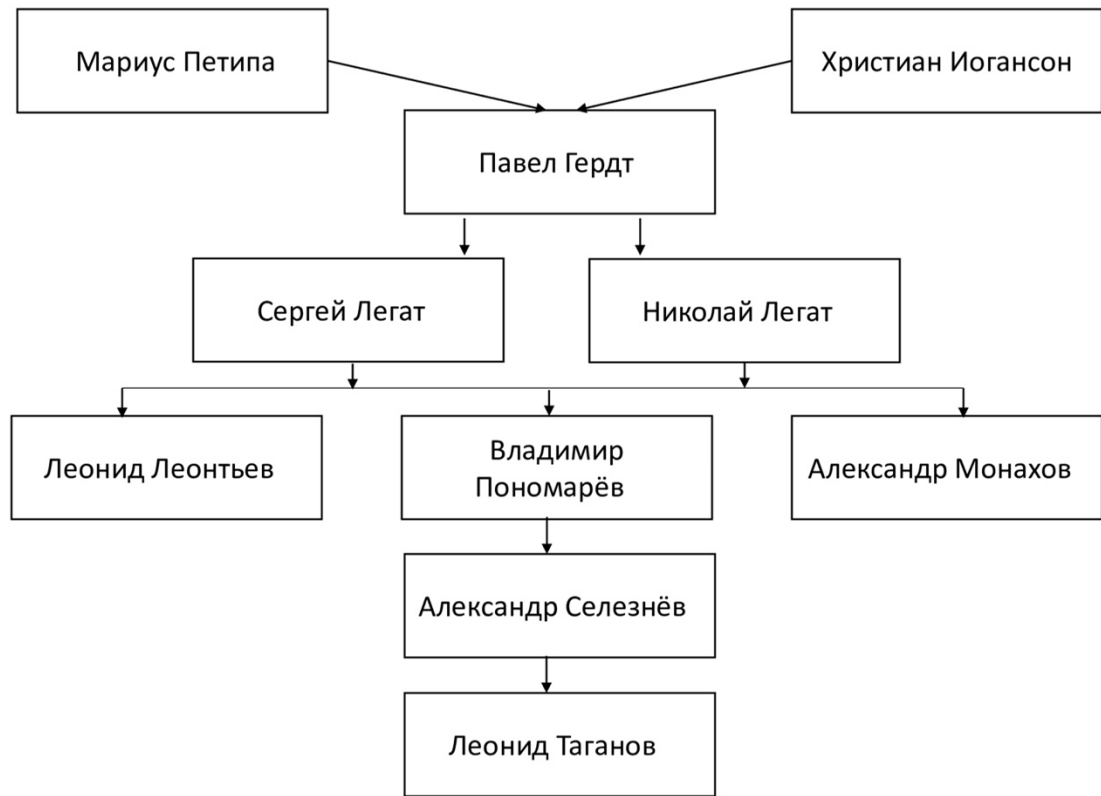 Мариус Петипа
Христиан Иогансон
Павел Гердт
Сергей Легат
Николай Легат
Леонид Леонтьев
Владимир
Пономарёв
Александр Монахов
Александр Селезнёв
Леонид Таганов